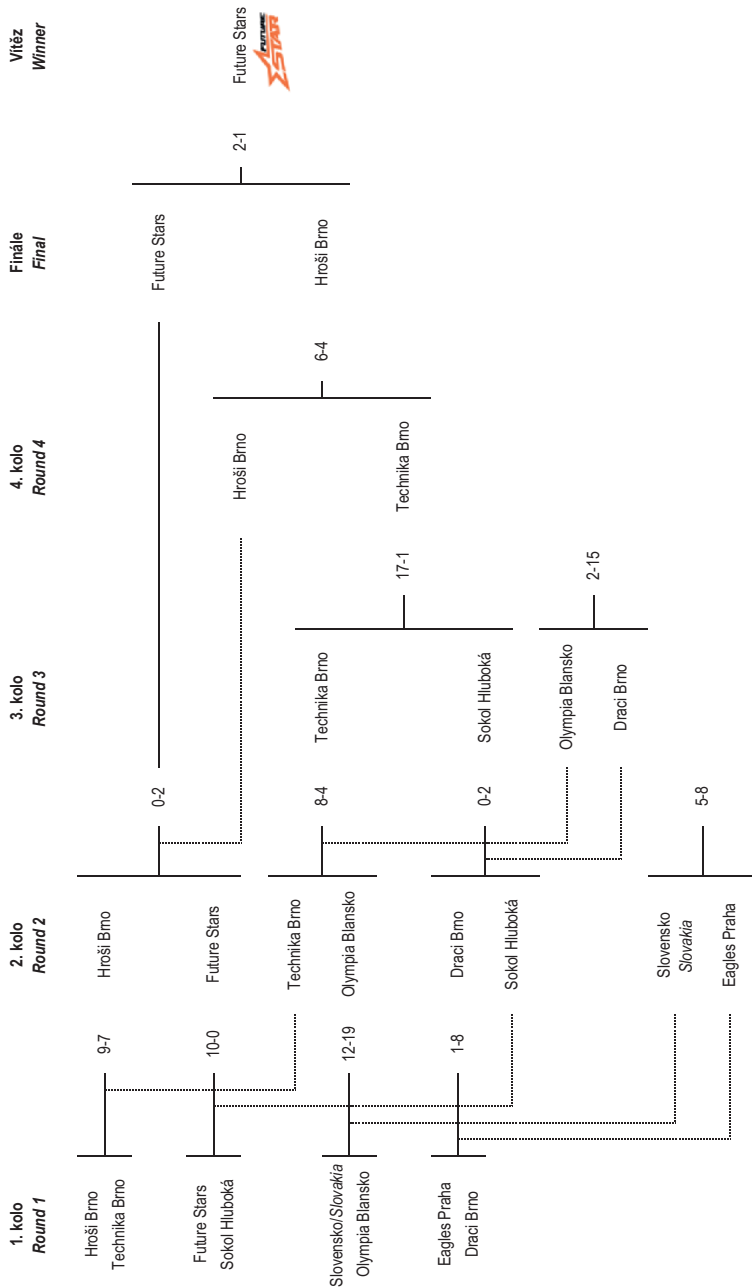 1. kolo
Round 1
2. kolo
Round 2
3. kolo
Round 3
4. kolo
Round 4
Finále
Final
Vítěz
Winner
Hroši Brno
Technika Brno
9-7
Future Stars
Sokol Hluboká
10-0
Slovensko/Slovakia
Olympia Blansko
12-19
Eagles Praha
Draci Brno
1-8
Hroši Brno
Future Stars
0-2
Technika Brno
Olympia Blansko
8-4
Draci Brno
Sokol Hluboká
0-2
Slovensko
Slovakia
Eagles Praha
5-8
Technika Brno
Sokol Hluboká
17-1
Olympia Blansko
Draci Brno
2-15
Hroši Brno
Technika Brno
6-4
Future Stars
Hroši Brno
2-1
Future Stars
FUTURE
STAR